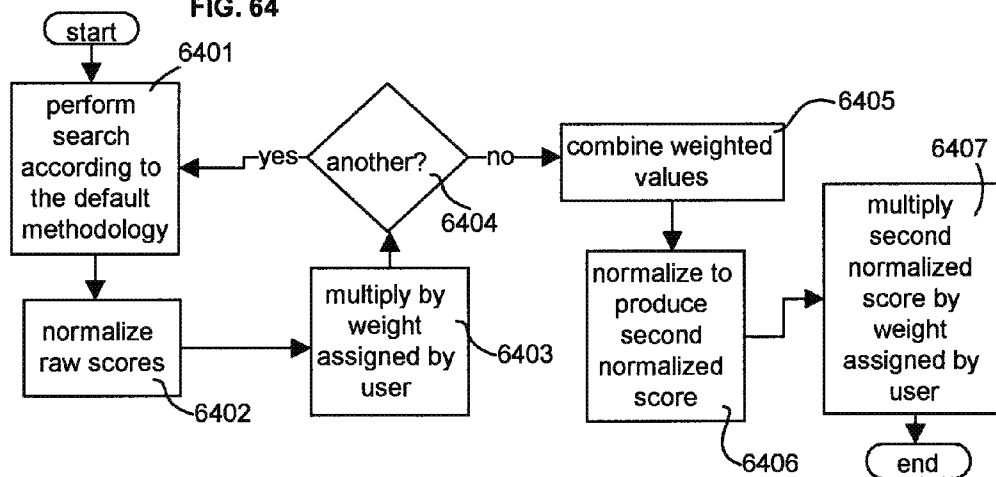 FIG. 64
start
6401
perform
search
according to
the default
methodology
normalize
raw scores
6402
multiply by
weight
assigned by
user
6403
another?
6404
yes
no
combine weighted
values
6405
normalize to
produce
second
normalized
score
6406
6407
multiply
second
normalized
score by
weight
assigned by
user
end